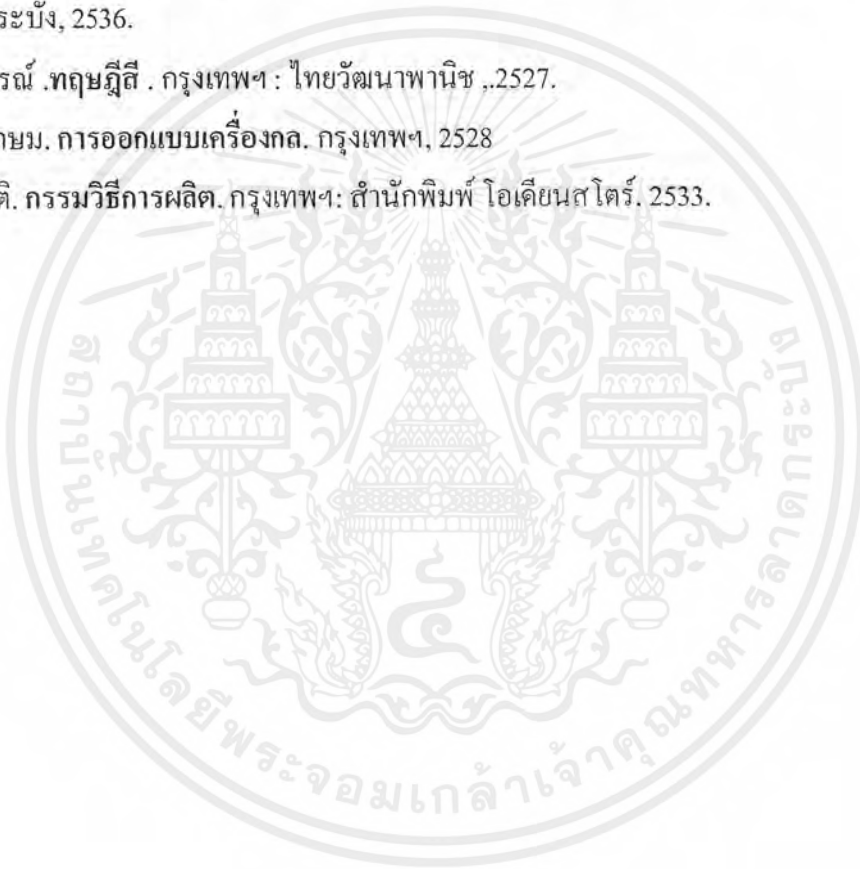 ระบัง, 2536.
รณ์ .ทฤษฎีสี . กรุงเทพฯ : ไทยวัฒนาพานิช ,.2527.
กษม. การออกแบบเครื่องกล. กรุงเทพฯ, 2528
ติ. กรรมวิธีการผลิต. กรุงเทพฯ: สำนักพิมพ์ โอเดียนสโตร์. 2533.
สถาบันเทคโนโลยีพระจอมเกล้าเจ้าคุณทหารลาดกระบัง